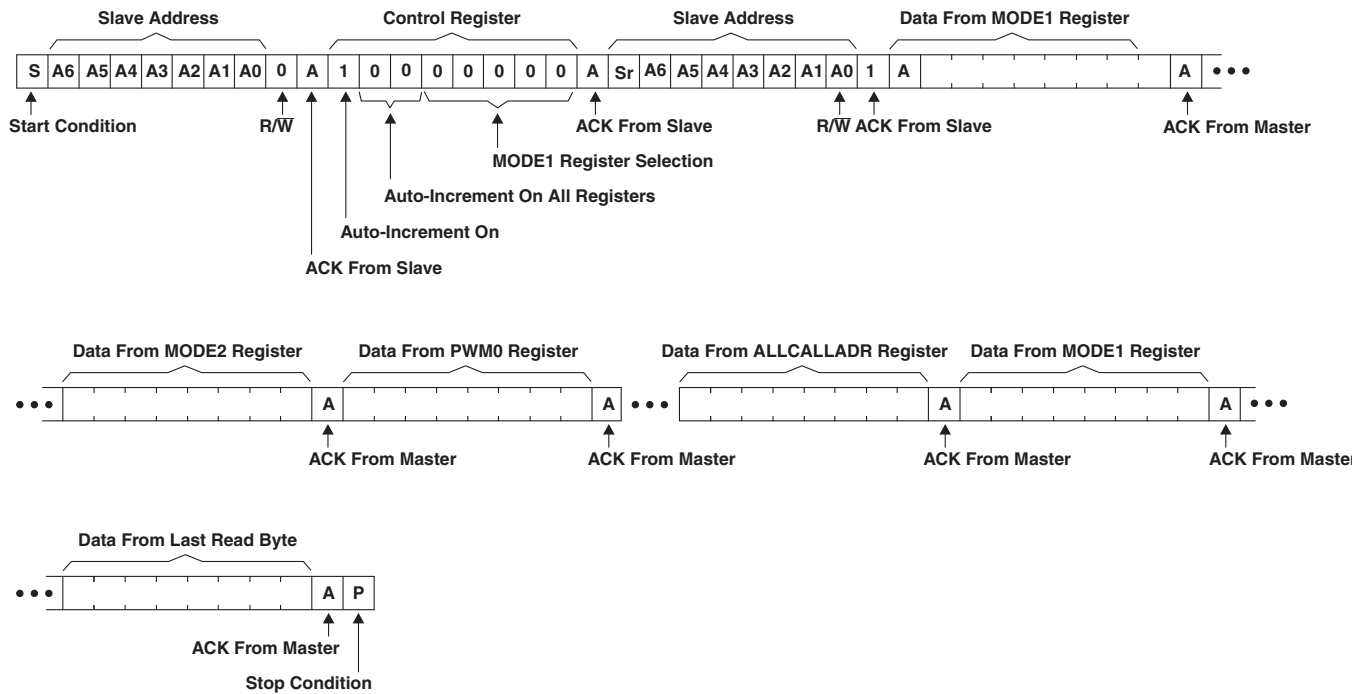 Slave Address Control Register Slave Address Data From MODE1 Register
S A6 A5 A4 A3 A2 A1 A0 0 A 1 0 0 0 0 0 0 0 A Sr A6 A5 A4 A3 A2 A1 A0 1 A A •••
Start Condition R/W̅ ACK From Slave R/W̅ ACK From Slave ACK From Master
MODE1 Register Selection
Auto-Increment On All Registers
Auto-Increment On
ACK From Slave
Data From MODE2 Register Data From PWM0 Register Data From ALLCALLADR Register Data From MODE1 Register
••• A A ••• A A •••
ACK From Master ACK From Master ACK From Master ACK From Master
Data From Last Read Byte
••• A P
ACK From Master
Stop Condition